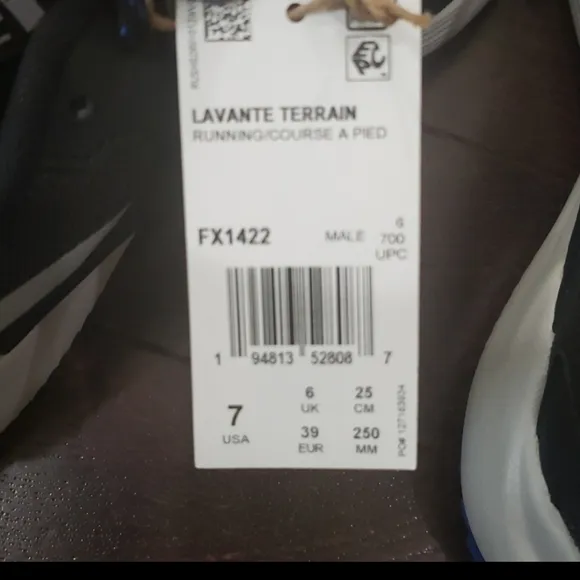 LAVANTE TERRAIN
RUNNING/COURSE A PIED
FX1422
MALE
6
700
UPC
1 94813 52808 7
7
USA
6
UK
25
CM
39
EUR
250
MM